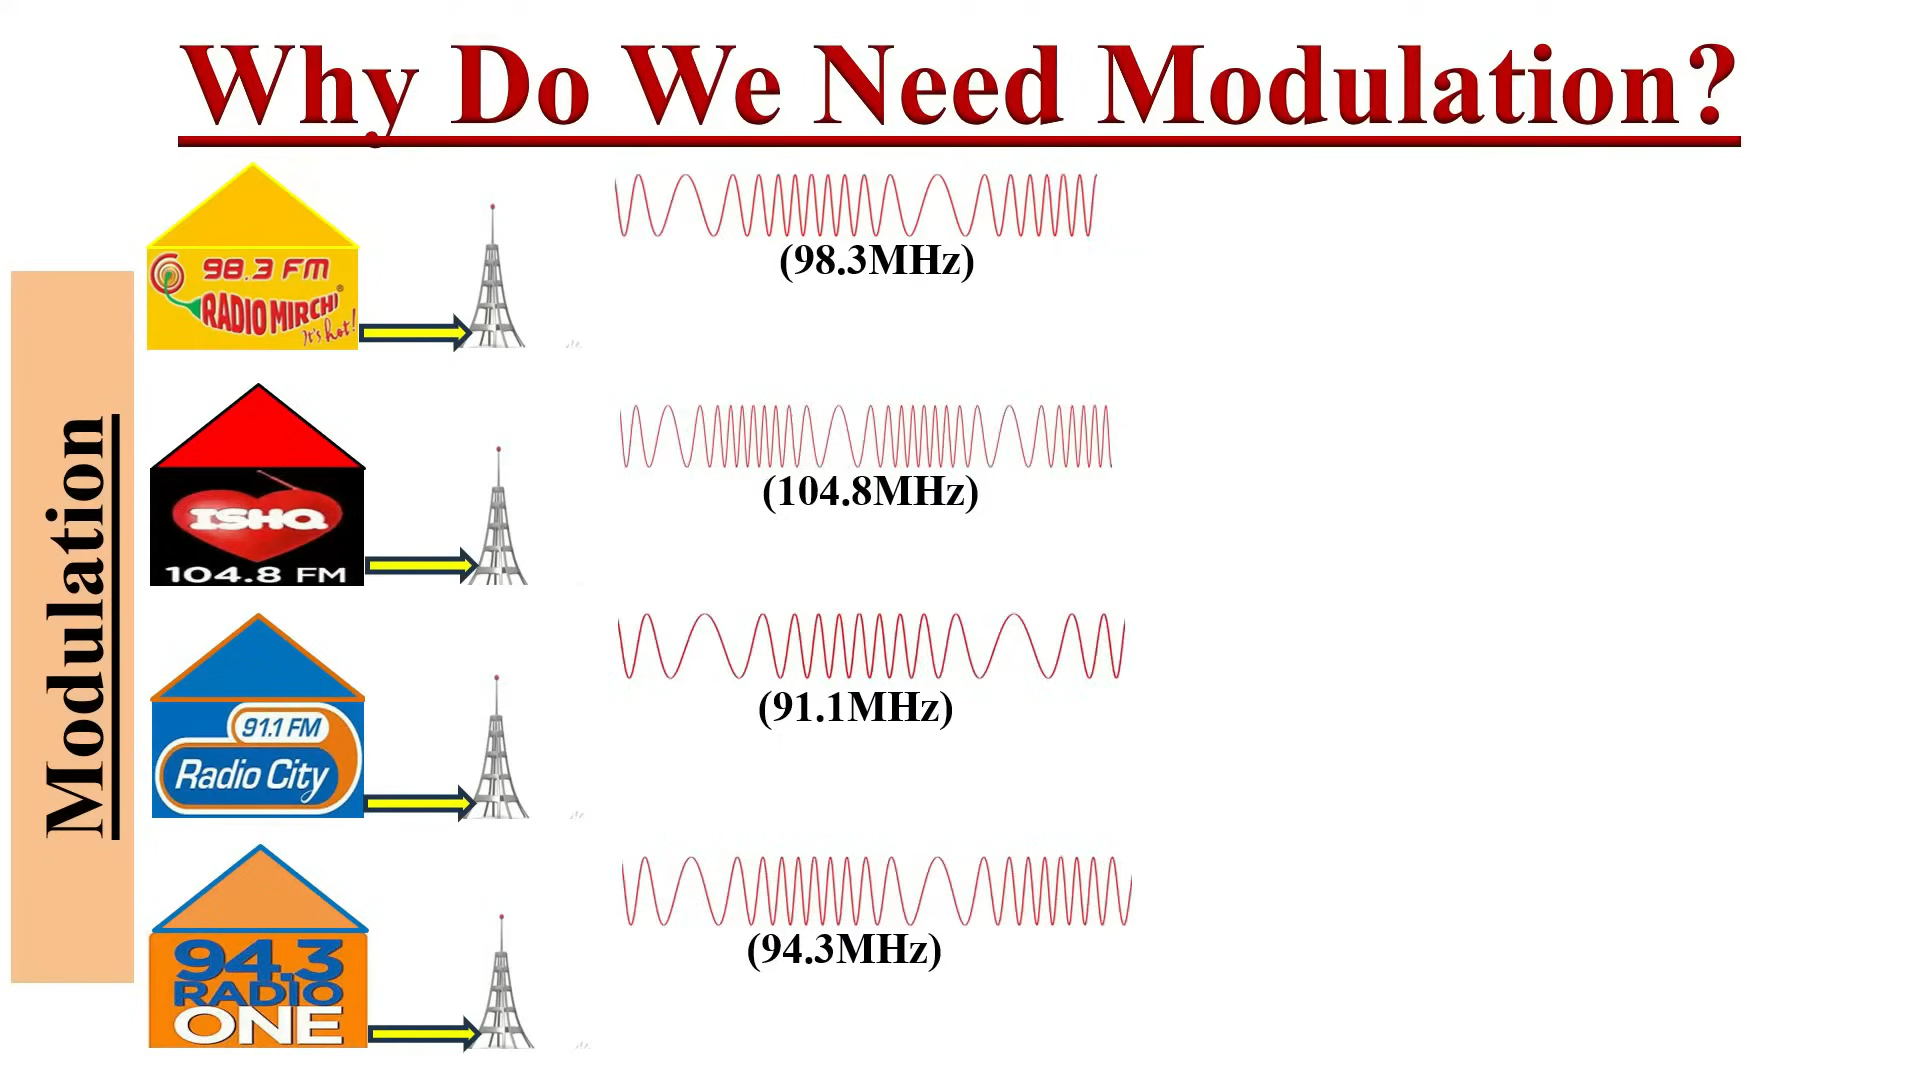 Why Do We Need Modulation?
Modulation
98.3 FM
RADIO MIRCHI
It's hot!
(98.3MHz)
ISHQ
104.8 FM
(104.8MHz)
91.1 FM
Radio City
(91.1MHz)
94.3
RADIO
ONE
(94.3MHz)